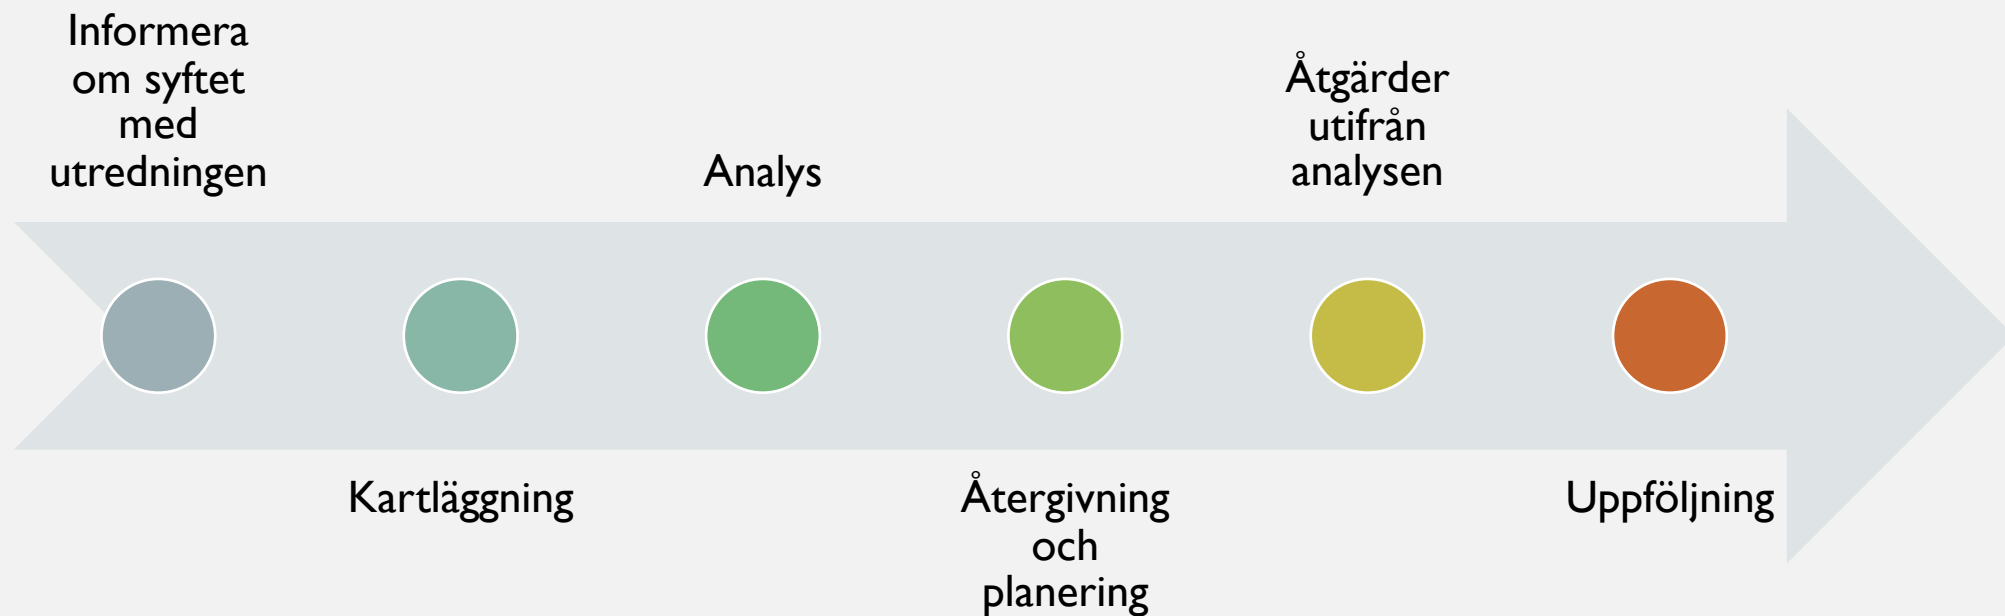 Informera
om syftet
med
utredningen
Kartläggning
Analys
Återgivning
och
planering
Åtgärder
utifrån
analysen
Uppföljning